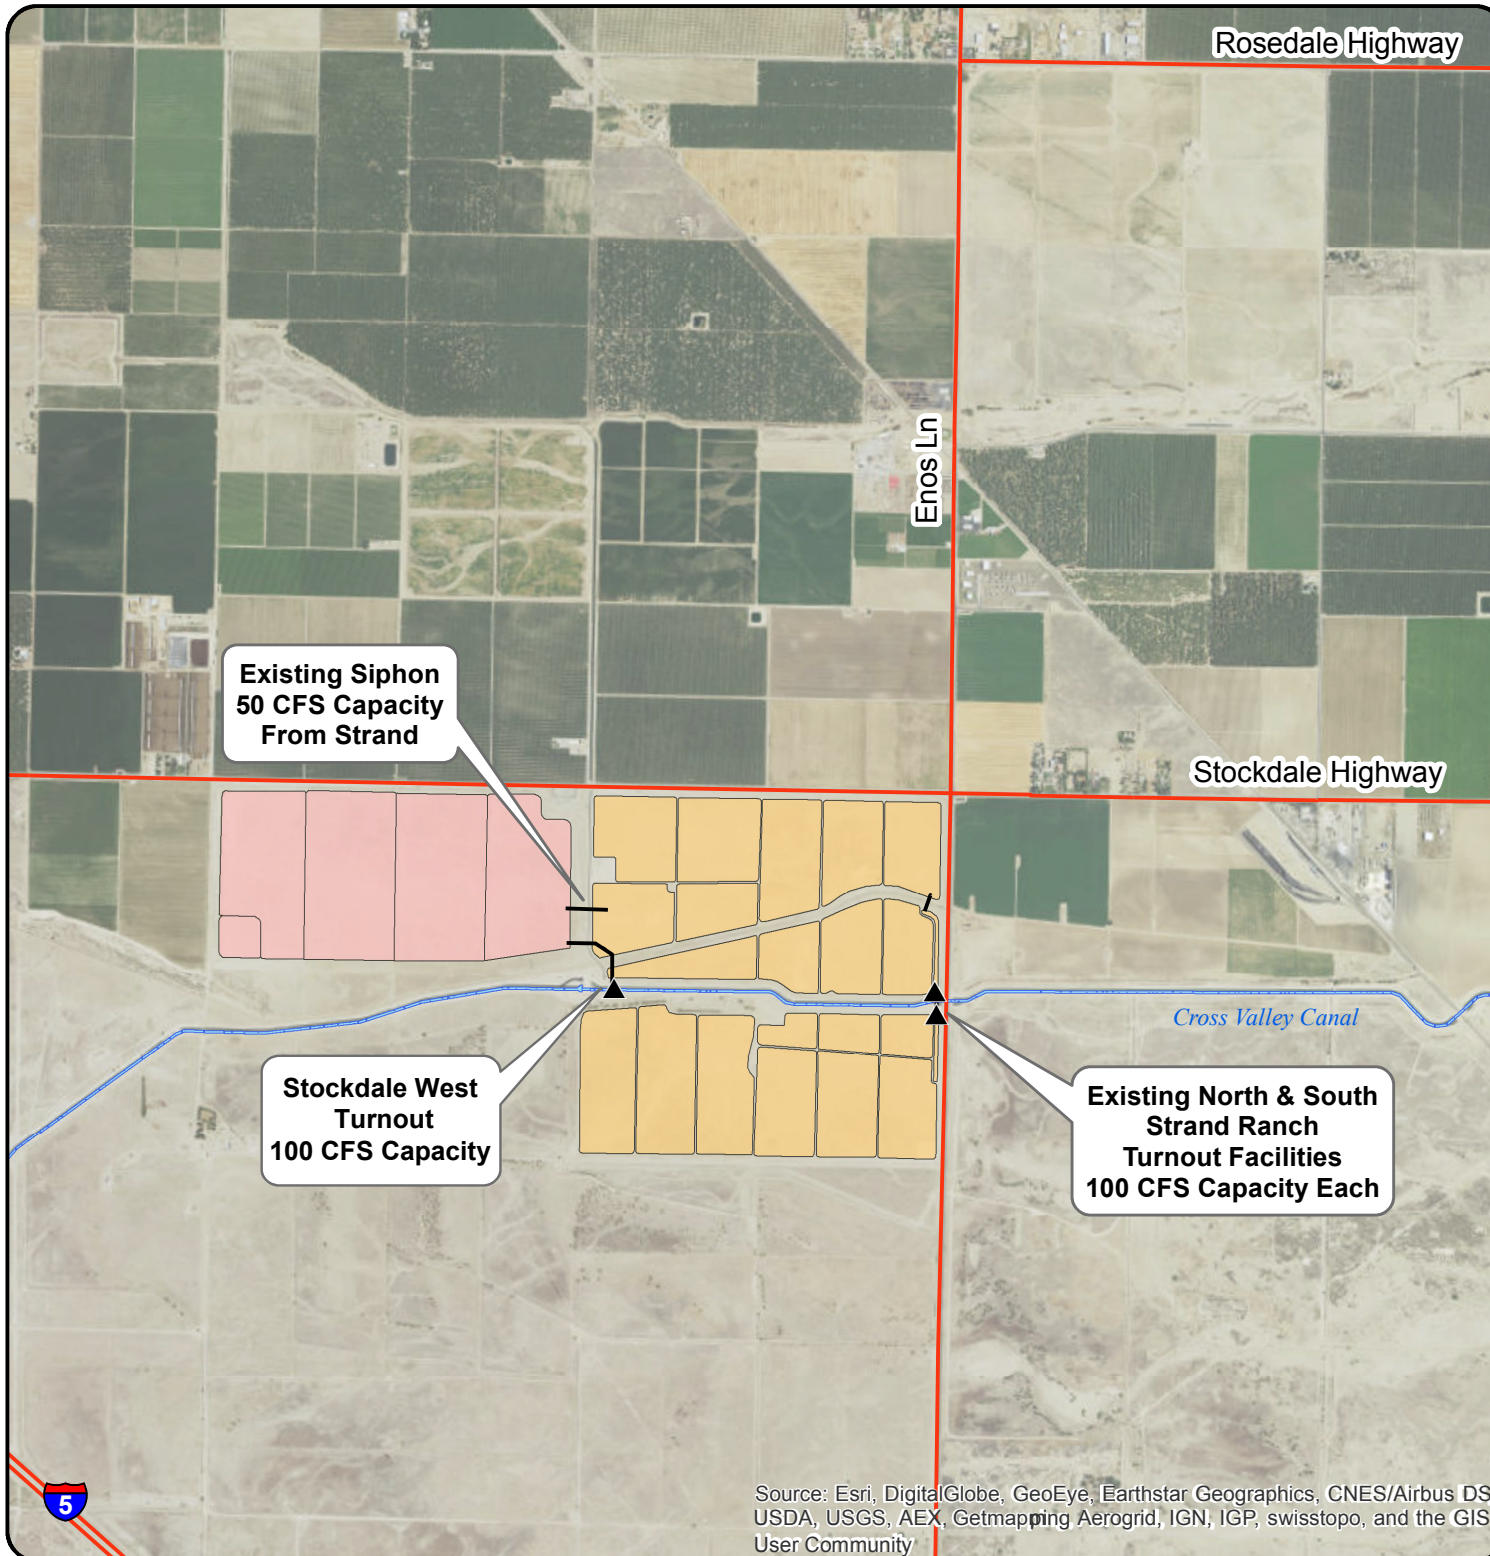 Rosedale Highway
Enos Ln
Existing Siphon
50 CFS Capacity
From Strand
Stockdale Highway
Cross Valley Canal
Stockdale West
Turnout
100 CFS Capacity
Existing North & South
Strand Ranch
Turnout Facilities
100 CFS Capacity Each
5
Source: Esri, DigitalGlobe, GeoEye, Earthstar Geographics, CNES/Airbus DS
USDA, USGS, AEX, Getmapping Aerogrid, IGN, IGP, swisstopo, and the GIS
User Community